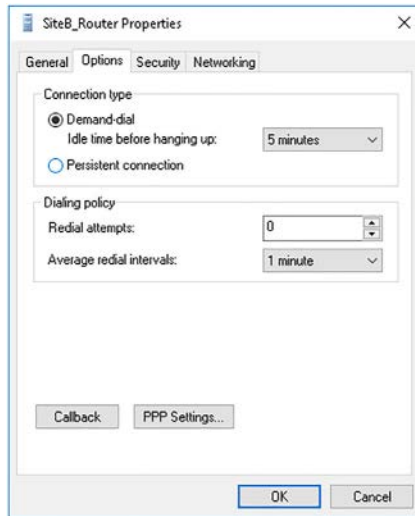 SiteB_Router Properties
General Options Security Networking
Connection type
Demand-dial
Idle time before hanging up: 5 minutes
Persistent connection
Dialing policy
Redial attempts: 0
Average redial intervals: 1 minute
Callback PPP Settings...
OK Cancel